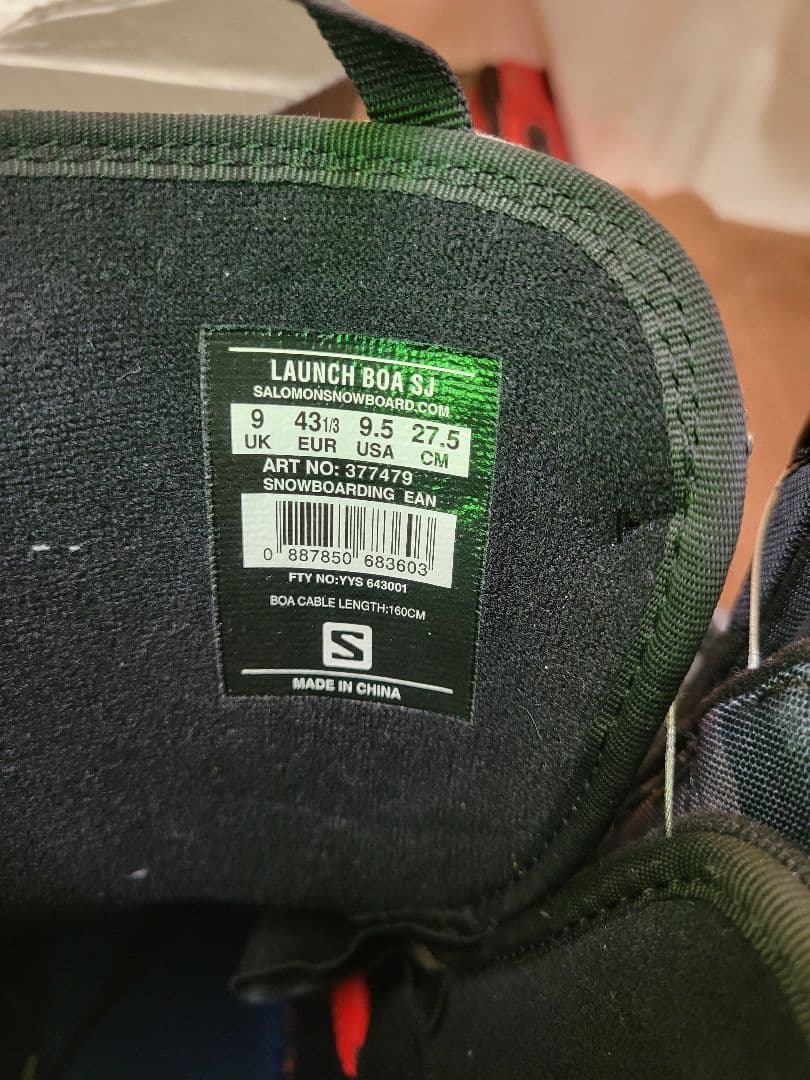 LAUNCH BOA SJ
SALOMONSNOWBOARD.COM
9 43 1/3 9.5 27.5
UK EUR USA CM
ART NO: 377479
SNOWBOARDING EAN
0 887850 683603
FTY NO:YYS 643001
BOA CABLE LENGTH:160CM
S
MADE IN CHINA